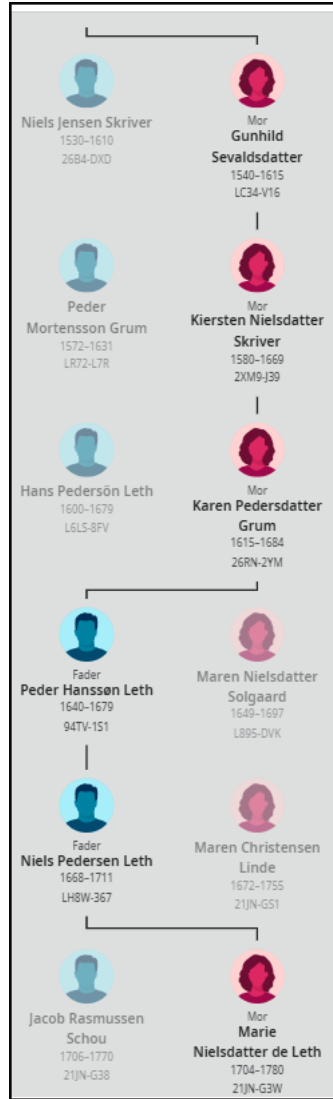 Niels Jensen Skriver
1530–1610
26B4-DXD
Mor
Gunhild
Sevaldsdatter
1540–1615
LC34-V16
Peder
Mortensson Grum
1572–1631
LR72-L7R
Mor
Kiersten Nielsdatter
Skriver
1580–1669
2XM9-J39
Hans Pedersön Leth
1600–1679
L6L5-8FV
Mor
Karen Pedersdatter
Grum
1615–1684
26RN-2YM
Fader
Peder Hanssøn Leth
1640–1679
94TV-1S1
Maren Nielsdatter
Solgaard
1649–1697
L895-DVK
Fader
Niels Pedersen Leth
1668–1711
LH8W-367
Maren Christensen
Linde
1672–1755
21JN-GS1
Jacob Rasmussen
Schou
1706–1770
21JN-G38
Mor
Marie
Nielsdatter de Leth
1704–1780
21JN-G3W